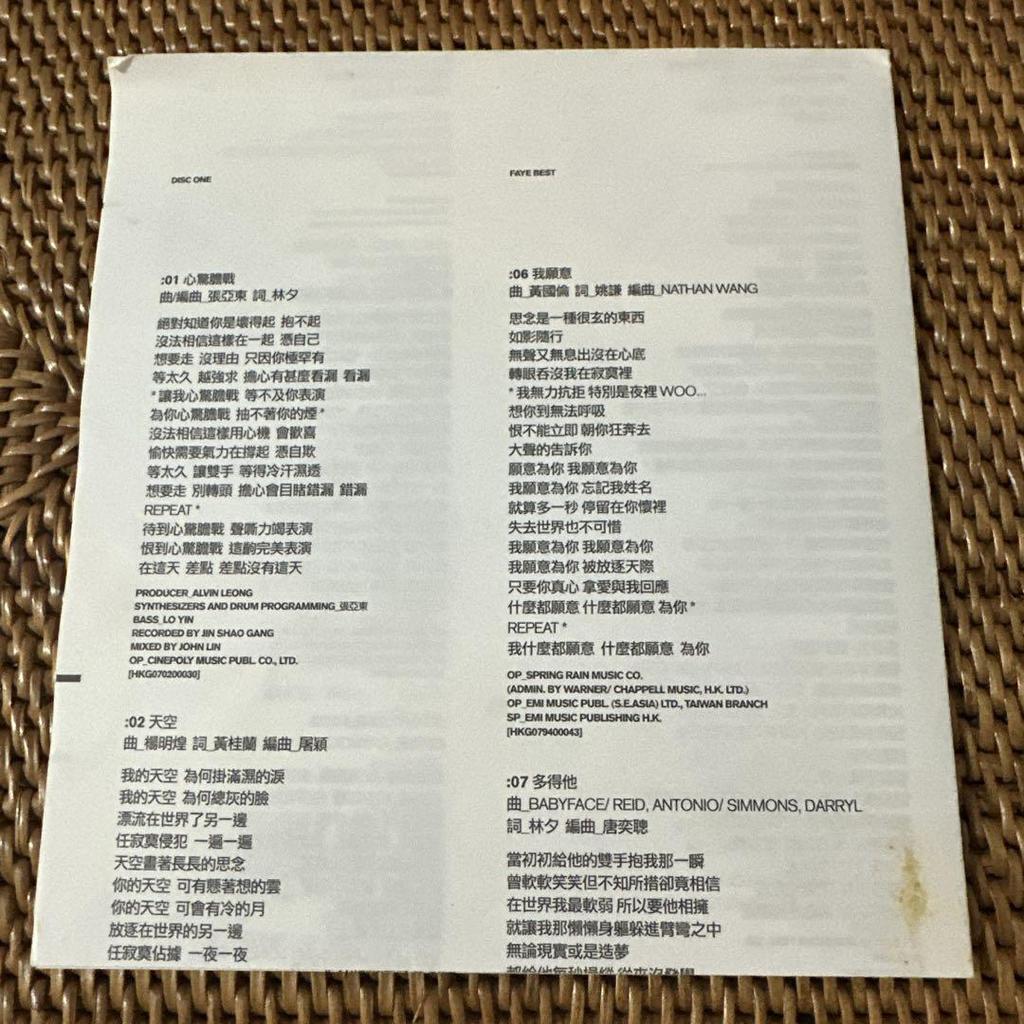 DISC ONE
:01 心驚膽戰
曲/編曲_張亞東 詞_林夕
絕對知道你是壞得起 抱不起
沒法相信這樣在一起 憑自己
想要走 沒理由 只因你極罕有
等太久 越強求 擔心有甚麼看漏 看漏
*讓我心驚膽戰 等不及你表演
為你心驚膽戰 抽不著你的煙*
沒法相信這樣用心機 會歡喜
愉快需要氣力在撐起 憑自欺
等太久 讓雙手 等得冷汗濕透
想要走 別轉頭 擔心會目睹錯漏 錯漏
REPEAT *
待到心驚膽戰 聲嘶力竭表演
恨到心驚膽戰 這齣完美表演
在這天 差點 差點沒有這天
PRODUCER_ALVIN LEONG
SYNTHESIZERS AND DRUM PROGRAMMING_張亞東
BASS_LO YIN
RECORDED BY JIN SHAO GANG
MIXED BY JOHN LIN
OP_CINEPOLY MUSIC PUBL. CO., LTD.
[HKG070200030]
:02 天空
曲_楊明煌 詞_黃桂蘭 編曲_屠穎
我的天空 為何掛滿濕的淚
我的天空 為何總灰的臉
漂流在世界了另一邊
任寂寞侵犯 一遍一遍
天空畫著長長的思念
你的天空 可有懸著想的雲
你的天空 可會有冷的月
放逐在世界的另一邊
任寂寞佔據 一夜一夜
FAYE BEST
:06 我願意
曲_黃國倫 詞_姚謙 編曲_NATHAN WANG
思念是一種很玄的東西
如影隨行
無聲又無息出沒在心底
轉眼吞沒我在寂寞裡
*我無力抗拒 特別是夜裡 WOO...
想你到無法呼吸
恨不能立即 朝你狂奔去
大聲的告訴你
願意為你 我願意為你
我願意為你 忘記我姓名
就算多一秒 停留在你懷裡
失去世界也不可惜
我願意為你 我願意為你
我願意為你 被放逐天際
只要你真心 拿愛與我回應
什麼都願意 什麼都願意 為你*
REPEAT *
我什麼都願意 什麼都願意 為你
OP_SPRING RAIN MUSIC CO.
(ADMIN. BY WARNER/ CHAPPELL MUSIC, H.K. LTD.)
OP_EMI MUSIC PUBL. (S.E.ASIA) LTD., TAIWAN BRANCH
SP_EMI MUSIC PUBLISHING H.K.
[HKG079400043]
:07 多得他
曲_BABYFACE/ REID, ANTONIO/ SIMMONS, DARRYL
詞_林夕 編曲_唐奕聰
當初初給他的雙手抱我那一瞬
曾軟軟笑笑但不知所措卻竟相信
在世界我最軟弱 所以要他相擁
就讓我那懶懶身軀躲進臂彎之中
無論現實或是造夢